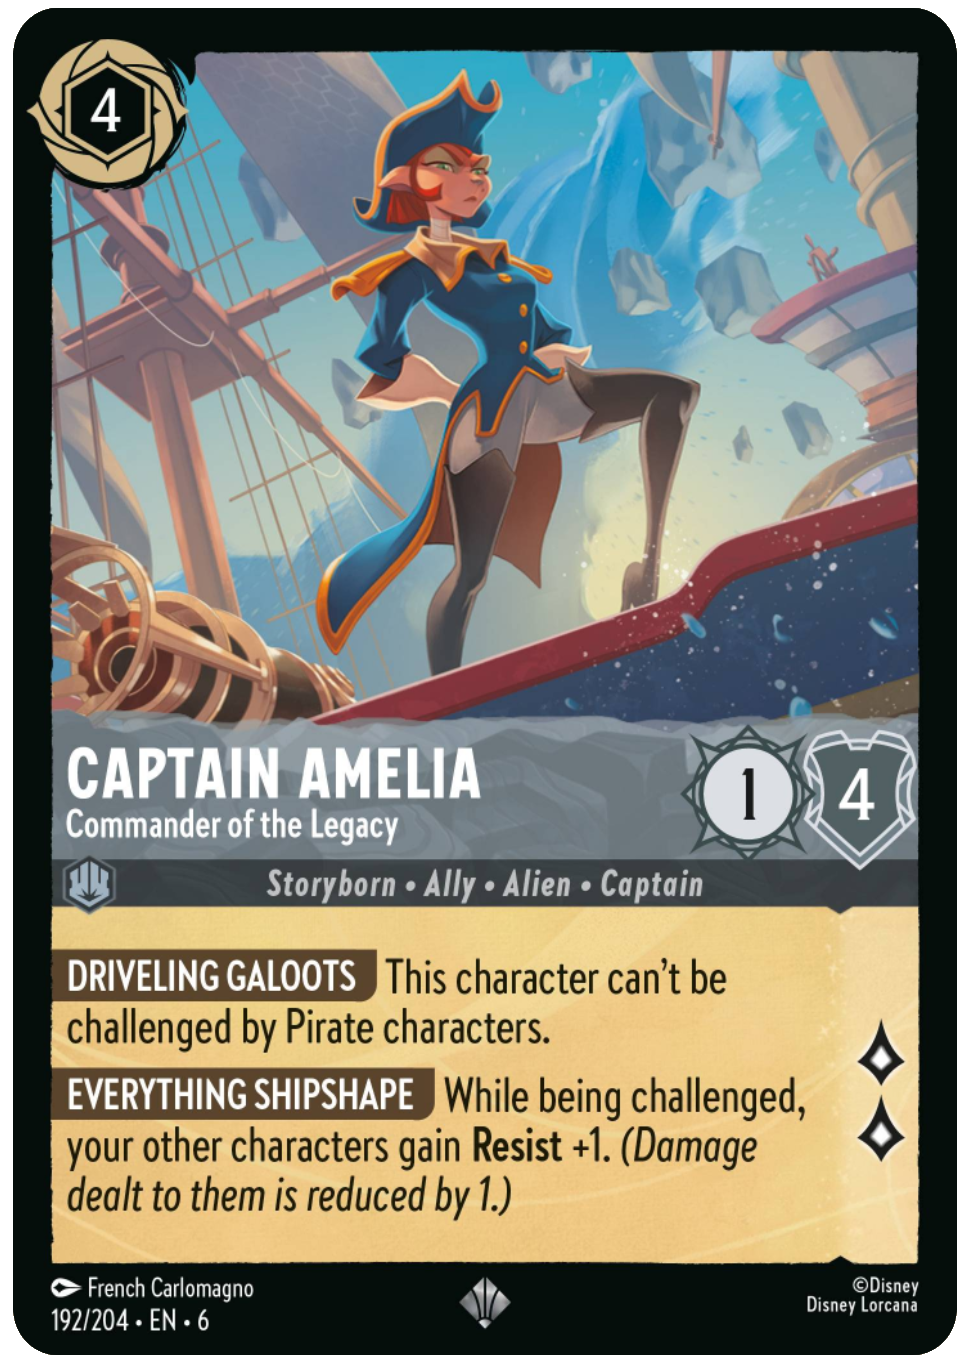 4
CAPTAIN AMELIA
Commander of the Legacy
1
4
Storyborn • Ally • Alien • Captain
DRIVELING GALOOTS This character can't be
challenged by Pirate characters.
EVERYTHING SHIPSHAPE While being challenged,
your other characters gain Resist +1. (Damage
dealt to them is reduced by 1.)
French Carlomagno
192/204 • EN • 6
©Disney
Disney Lorcana